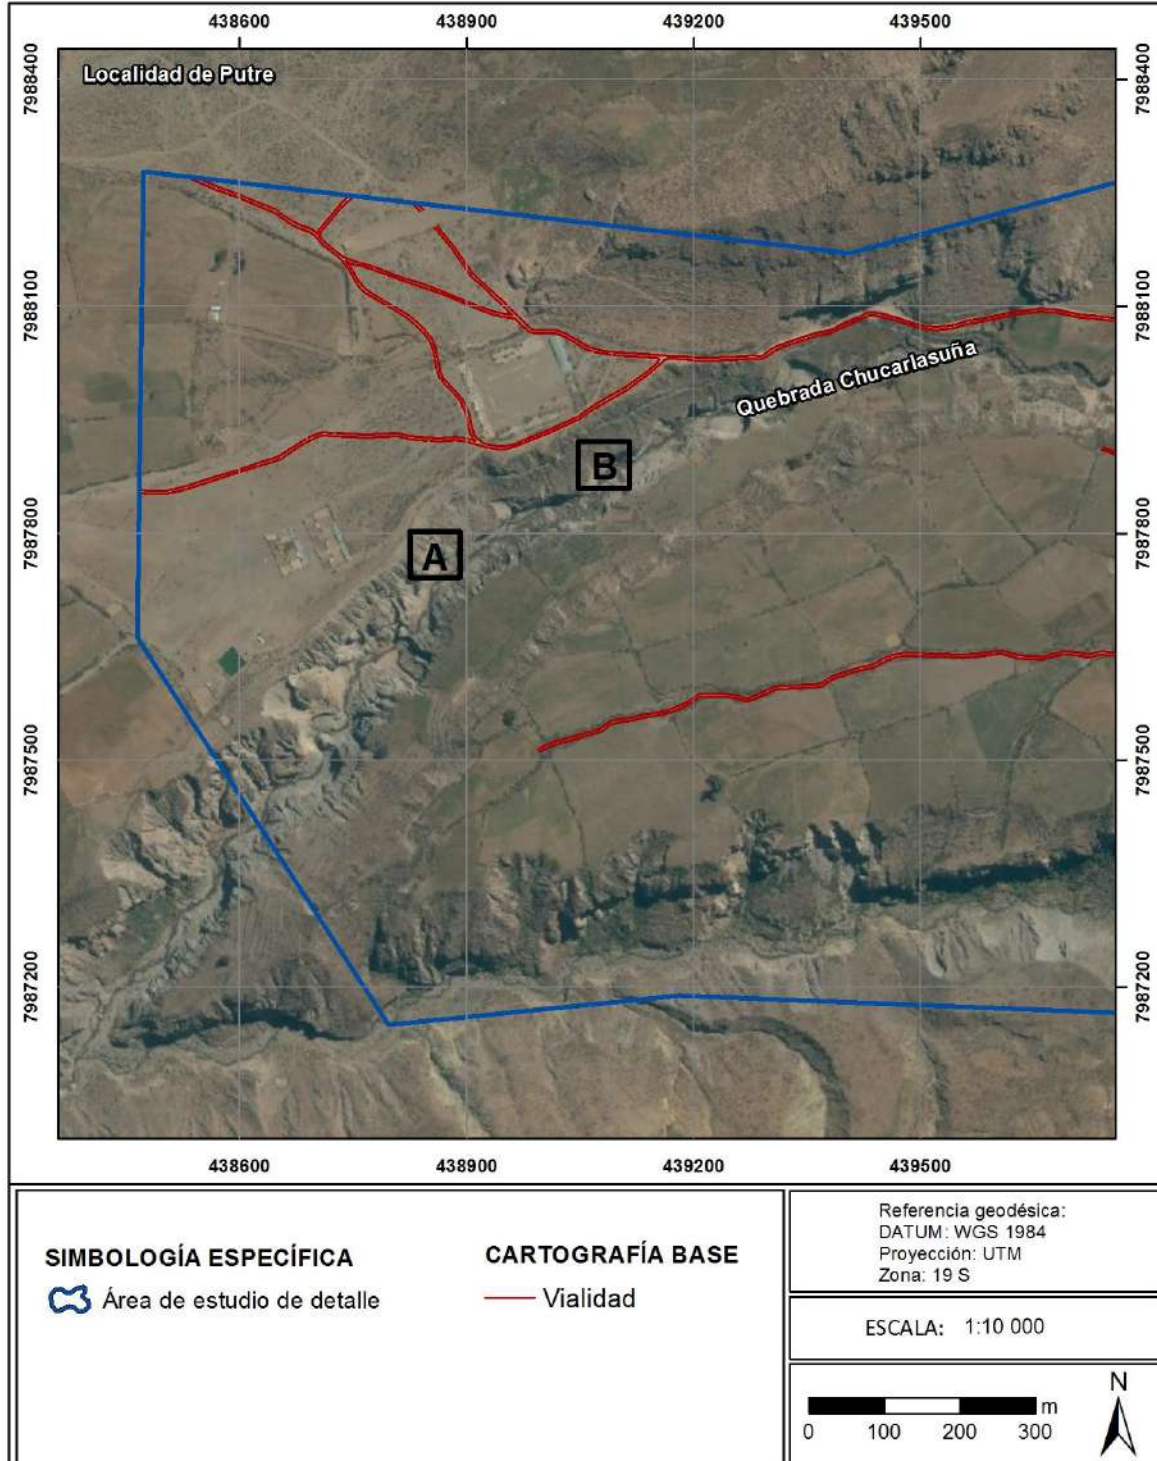 438600 438900 439200 439500
7988400 7988400
Localidad de Putre
7988100 7988100
Quebrada Chucarlasuña
B
7987800 7987800
A
7987500 7987500
7987200 7987200
438600 438900 439200 439500
SIMBOLOGÍA ESPECÍFICA
Área de estudio de detalle
CARTOGRAFÍA BASE
Vialidad
Referencia geodésica:
DATUM: WGS 1984
Proyección: UTM
Zona: 19 S
ESCALA: 1:10 000
N
m
0 100 200 300